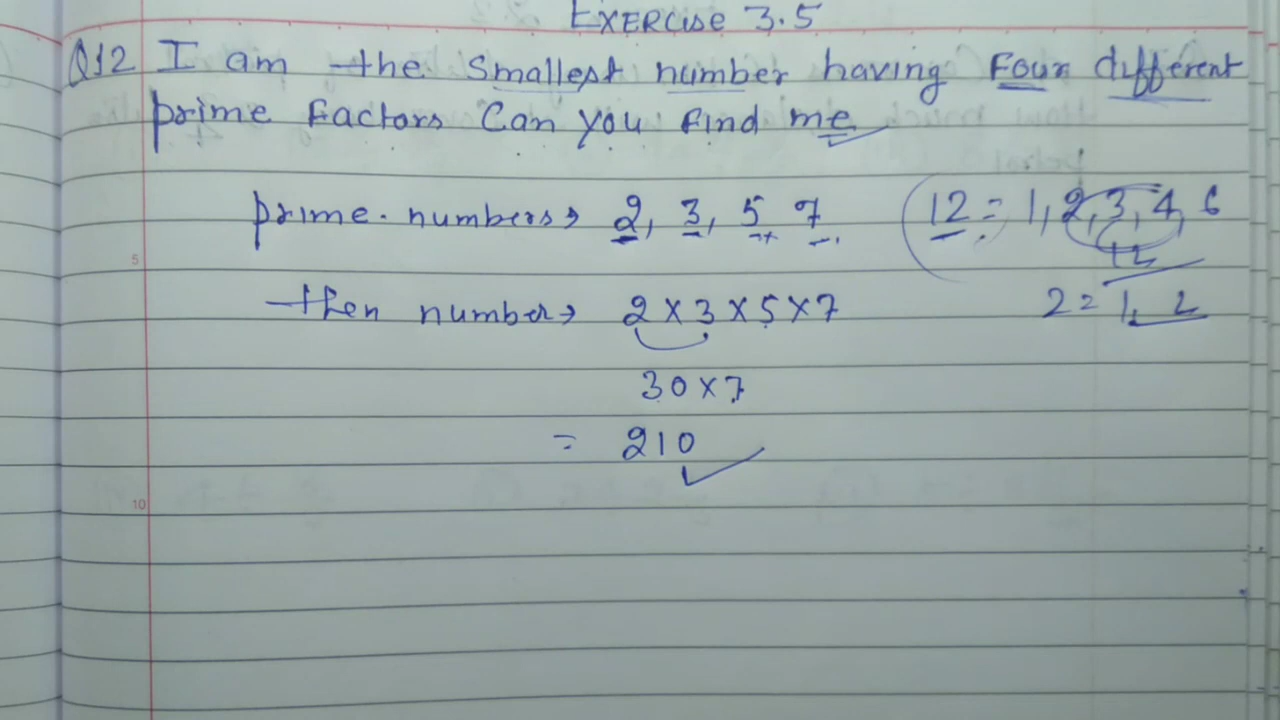 EXERCISE 3.5
Q12 I am the smallest number having Four different
prime Factors Can you Find me
prime numbers→ 2, 3, 5 7
12 = 1, 2, 3, 4, 6
12
then number→ 2 × 3 × 5 × 7
2 = 1, 2
30 × 7
= 210
5
10